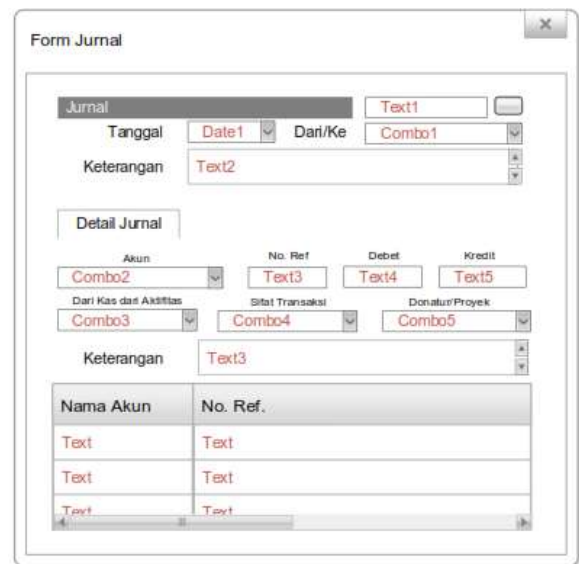 Form Jurnal
Jurnal Text1
Tanggal Date1 Dari/Ke Combo1
Keterangan Text2
Detail Jurnal
Akun No. Ref Debet Kredit
Combo2 Text3 Text4 Text5
Dari Kas dari Aktifitas Sifat Transaksi Donatur/Proyek
Combo3 Combo4 Combo5
Keterangan Text3
Nama Akun No. Ref.
Text Text
Text Text
Text Text